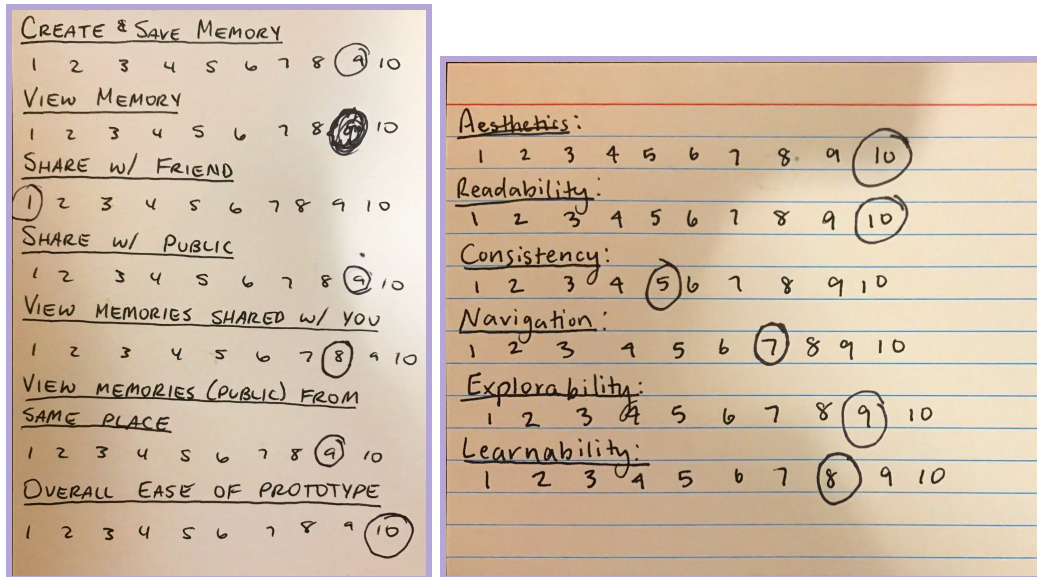 CREATE & SAVE MEMORY
1 2 3 4 5 6 7 8 9 10
VIEW MEMORY
1 2 3 4 5 6 7 8 9 10
SHARE W/ FRIEND
1 2 3 4 5 6 7 8 9 10
SHARE W/ PUBLIC
1 2 3 4 5 6 7 8 9 10
VIEW MEMORIES SHARED W/ YOU
1 2 3 4 5 6 7 8 9 10
VIEW MEMORIES (PUBLIC) FROM
SAME PLACE
1 2 3 4 5 6 7 8 9 10
OVERALL EASE OF PROTOTYPE
1 2 3 4 5 6 7 8 9 10
Aesthetics:
1 2 3 4 5 6 7 8 9 10
Readability:
1 2 3 4 5 6 7 8 9 10
Consistency:
1 2 3 4 5 6 7 8 9 10
Navigation:
1 2 3 4 5 6 7 8 9 10
Explorability:
1 2 3 4 5 6 7 8 9 10
Learnability:
1 2 3 4 5 6 7 8 9 10